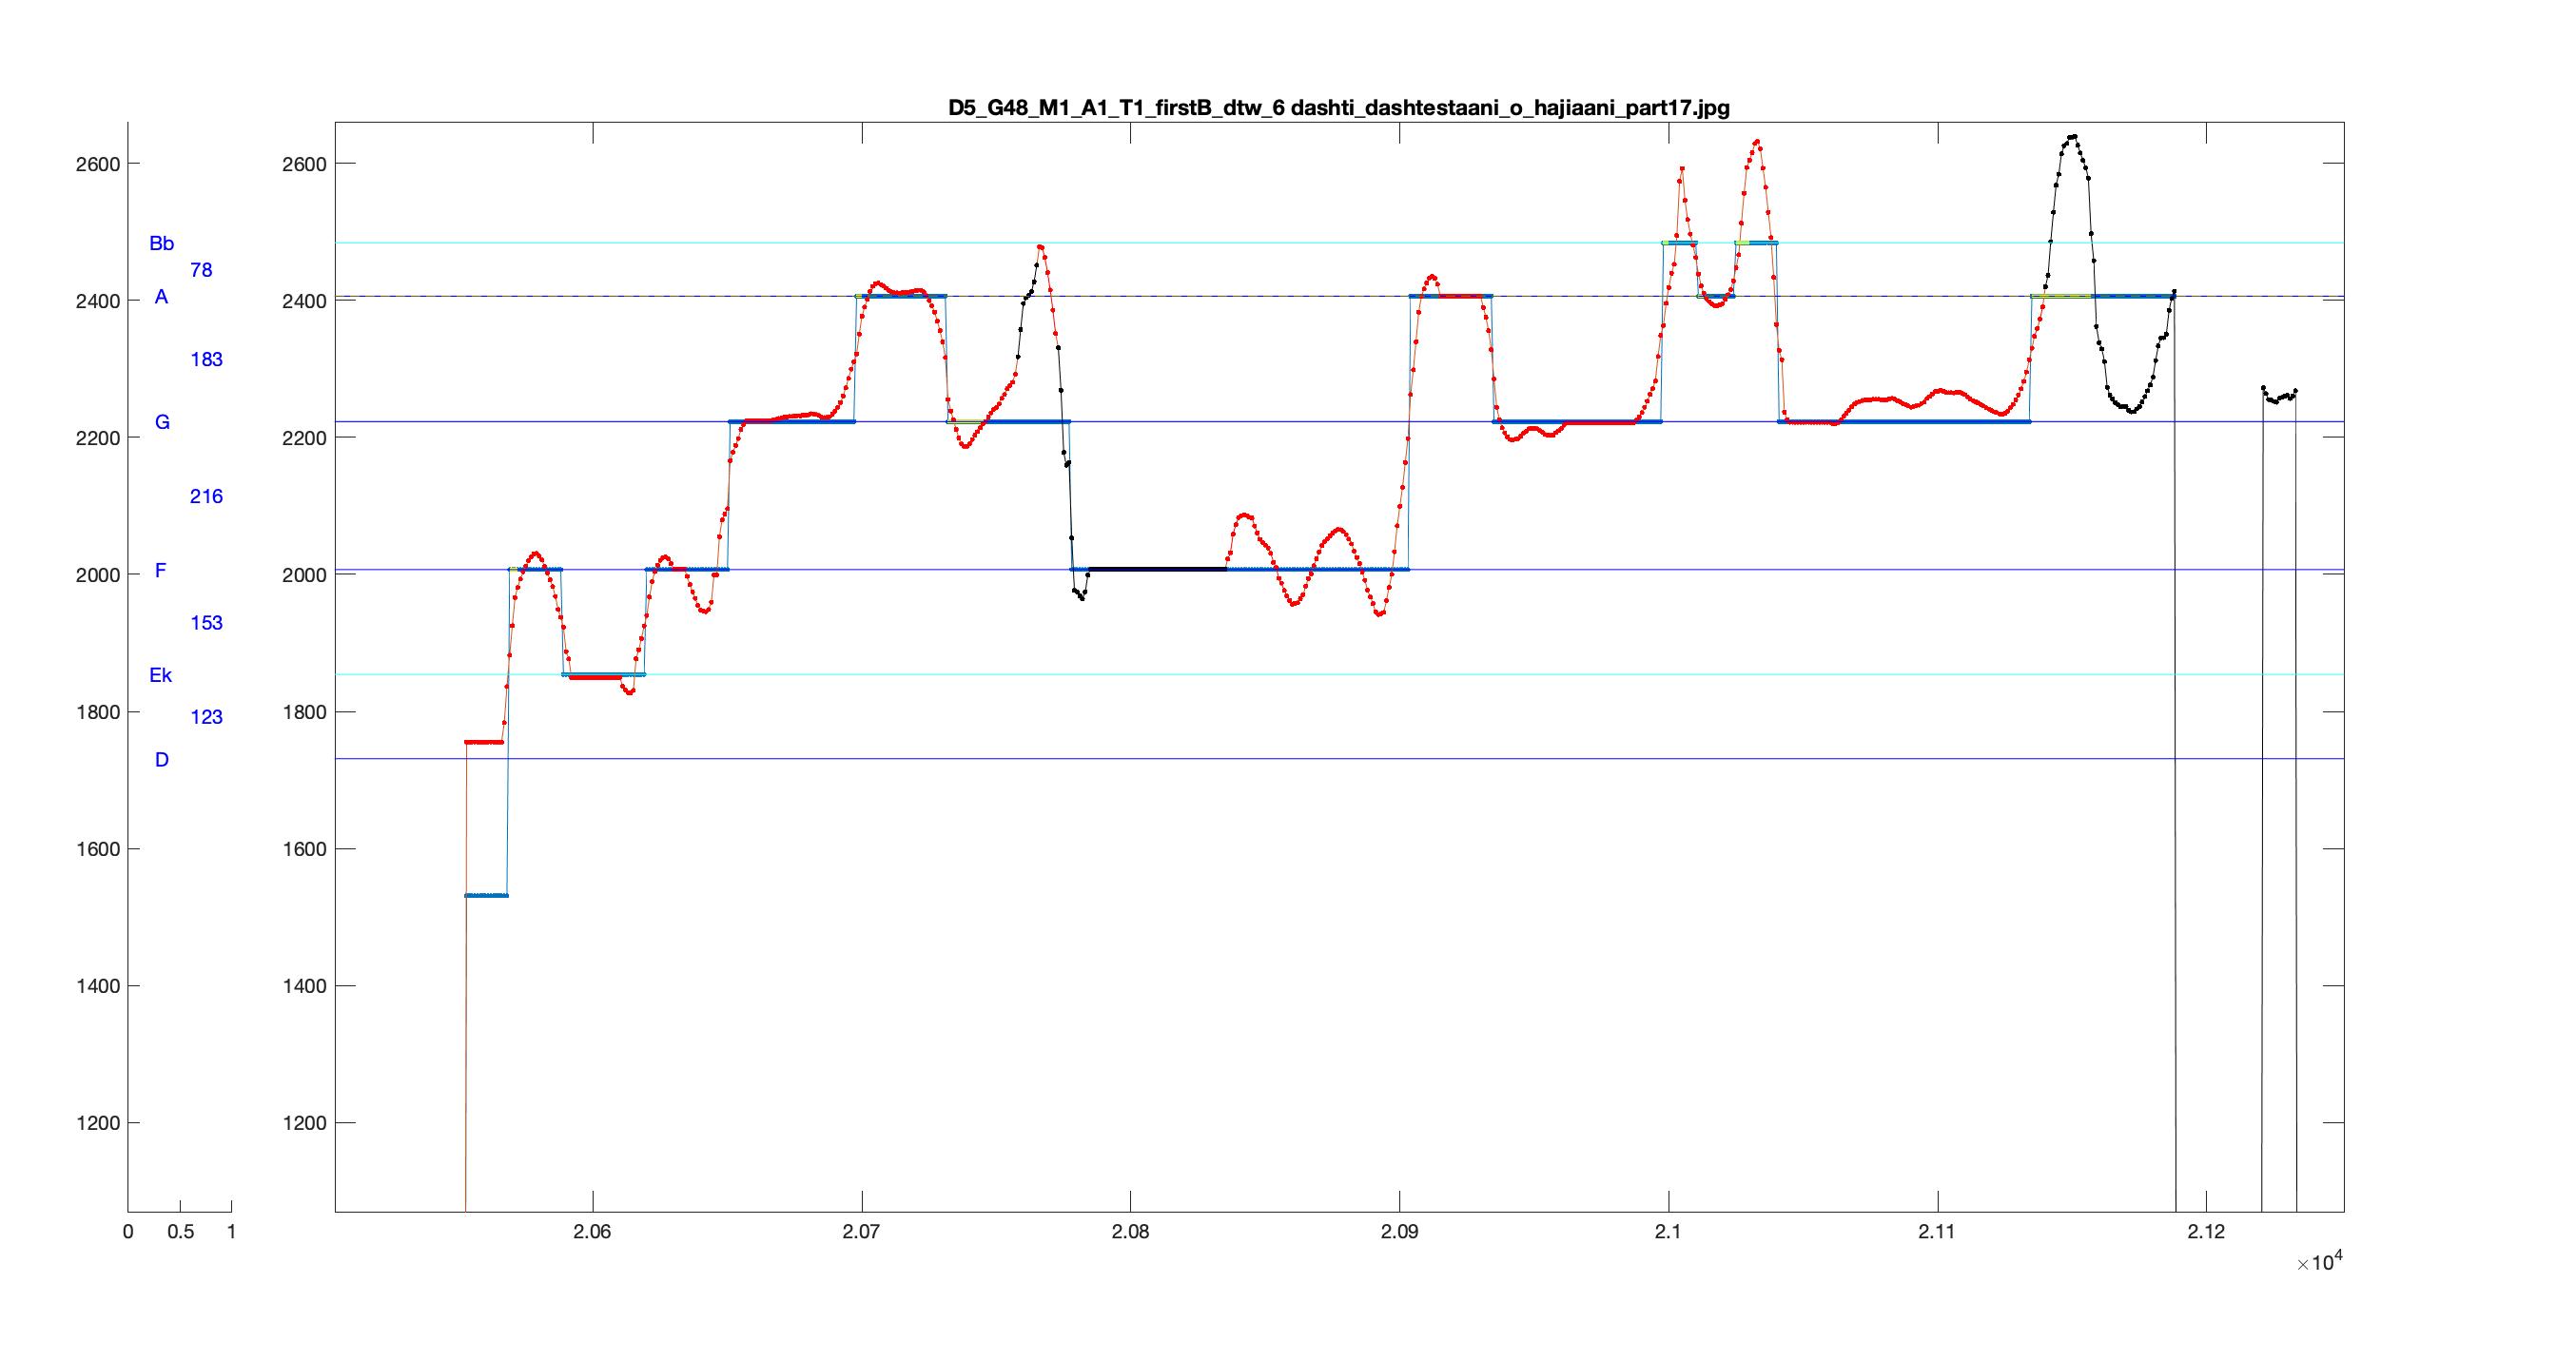 D5_G48_M1_A1_T1_firstB_dtw_6 dashti_dashtestaani_o_hajiaani_part17.jpg
2600 2600
Bb
78
A
2400 2400
183
G
2200 2200
216
F
2000 2000
153
Ek
1800 1800
123
D
1600 1600
1400 1400
1200 1200
0 0.5 1 2.06 2.07 2.08 2.09 2.1 2.11 2.12
×10⁴